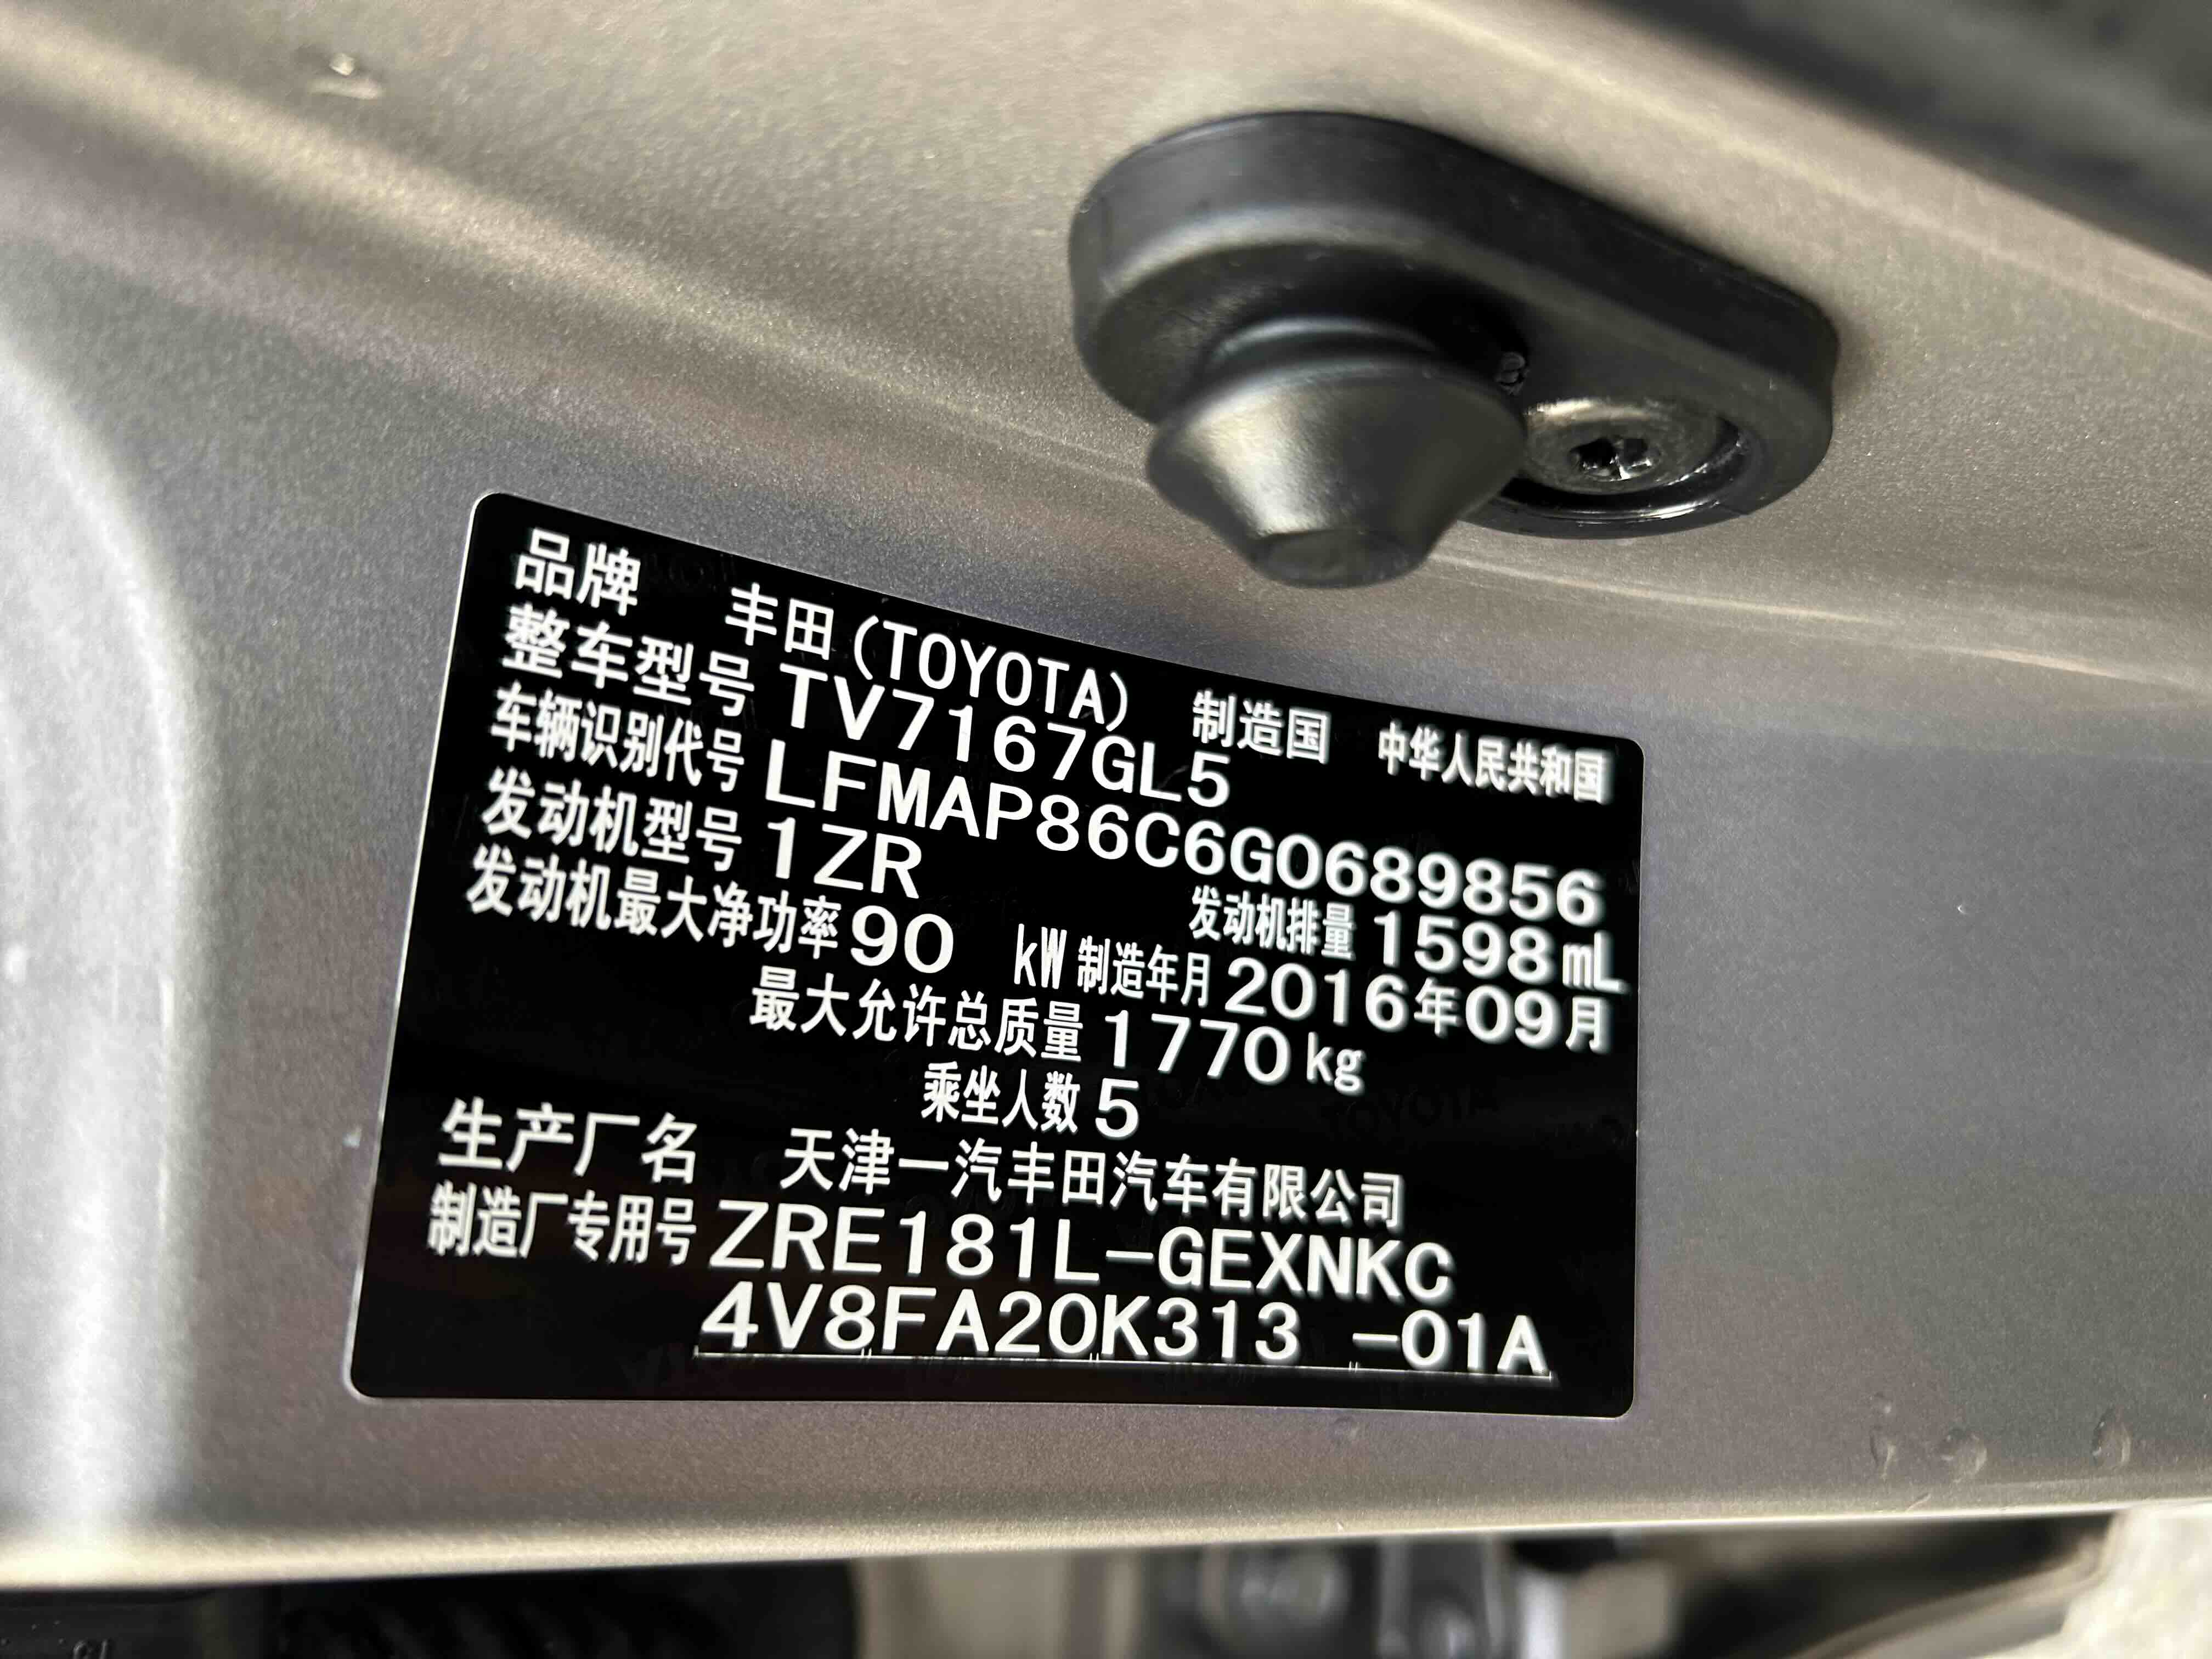 品牌 丰田(TOYOTA) 制造国 中华人民共和国
整车型号 TV7167GL5
车辆识别代号 LFMAP86C6G0689856
发动机型号 1ZR 发动机排量 1598mL
发动机最大净功率 90 kW 制造年月 2016年09月
最大允许总质量 1770 kg
乘坐人数 5
生产厂名 天津一汽丰田汽车有限公司
制造厂专用号 ZRE181L-GEXNKC
4V8FA20K313 -01A